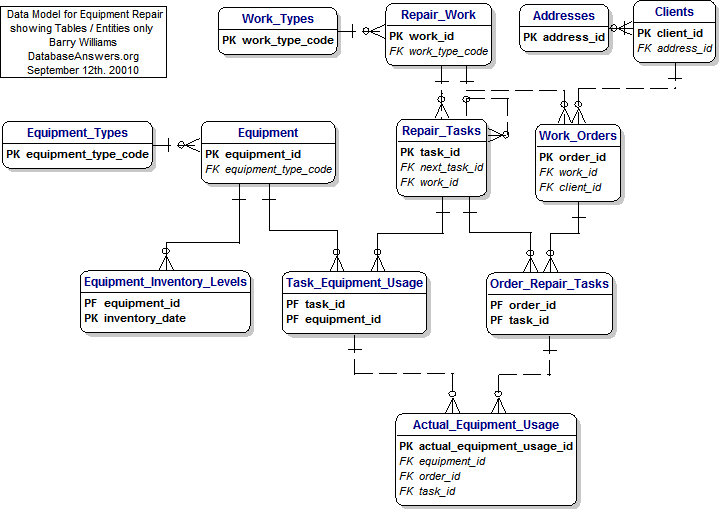 Data Model for Equipment Repair
showing Tables / Entities only
Barry Williams
DatabaseAnswers.org
September 12th. 20010
Work_Types
PK work_type_code
Repair_Work
PK work_id
FK work_type_code
Addresses
PK address_id
Clients
PK client_id
FK address_id
Equipment_Types
PK equipment_type_code
Equipment
PK equipment_id
FK equipment_type_code
Repair_Tasks
PK task_id
FK next_task_id
FK work_id
Work_Orders
PK order_id
FK work_id
FK client_id
Equipment_Inventory_Levels
PF equipment_id
PK inventory_date
Task_Equipment_Usage
PF task_id
PF equipment_id
Order_Repair_Tasks
PF order_id
PF task_id
Actual_Equipment_Usage
PK actual_equipment_usage_id
FK equipment_id
FK order_id
FK task_id